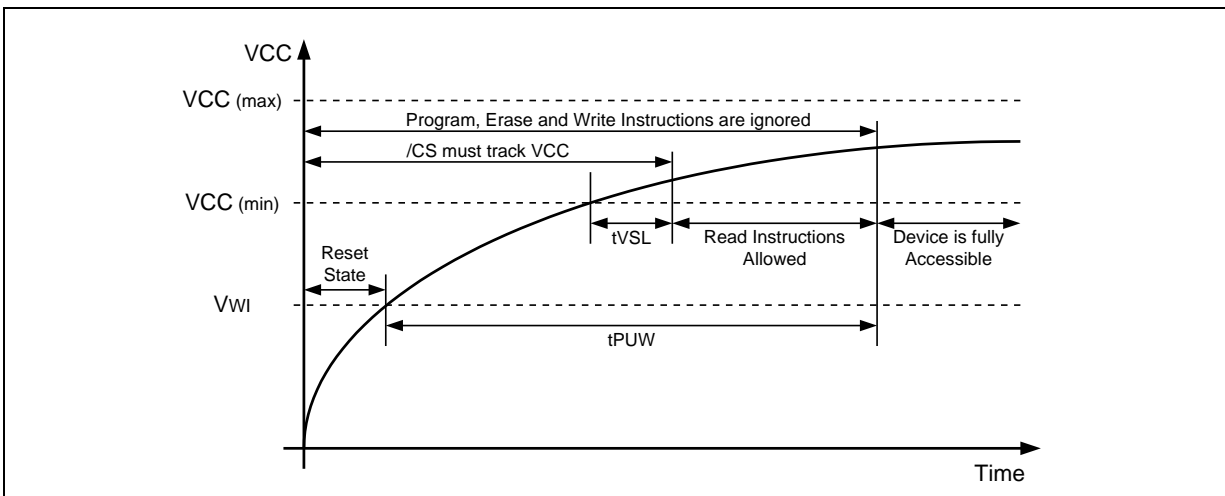 VCC
VCC (max)
Program, Erase and Write Instructions are ignored
/CS must track VCC
VCC (min)
tVSL
Read Instructions
Allowed
Device is fully
Accessible
Reset
State
VWI
tPUW
Time